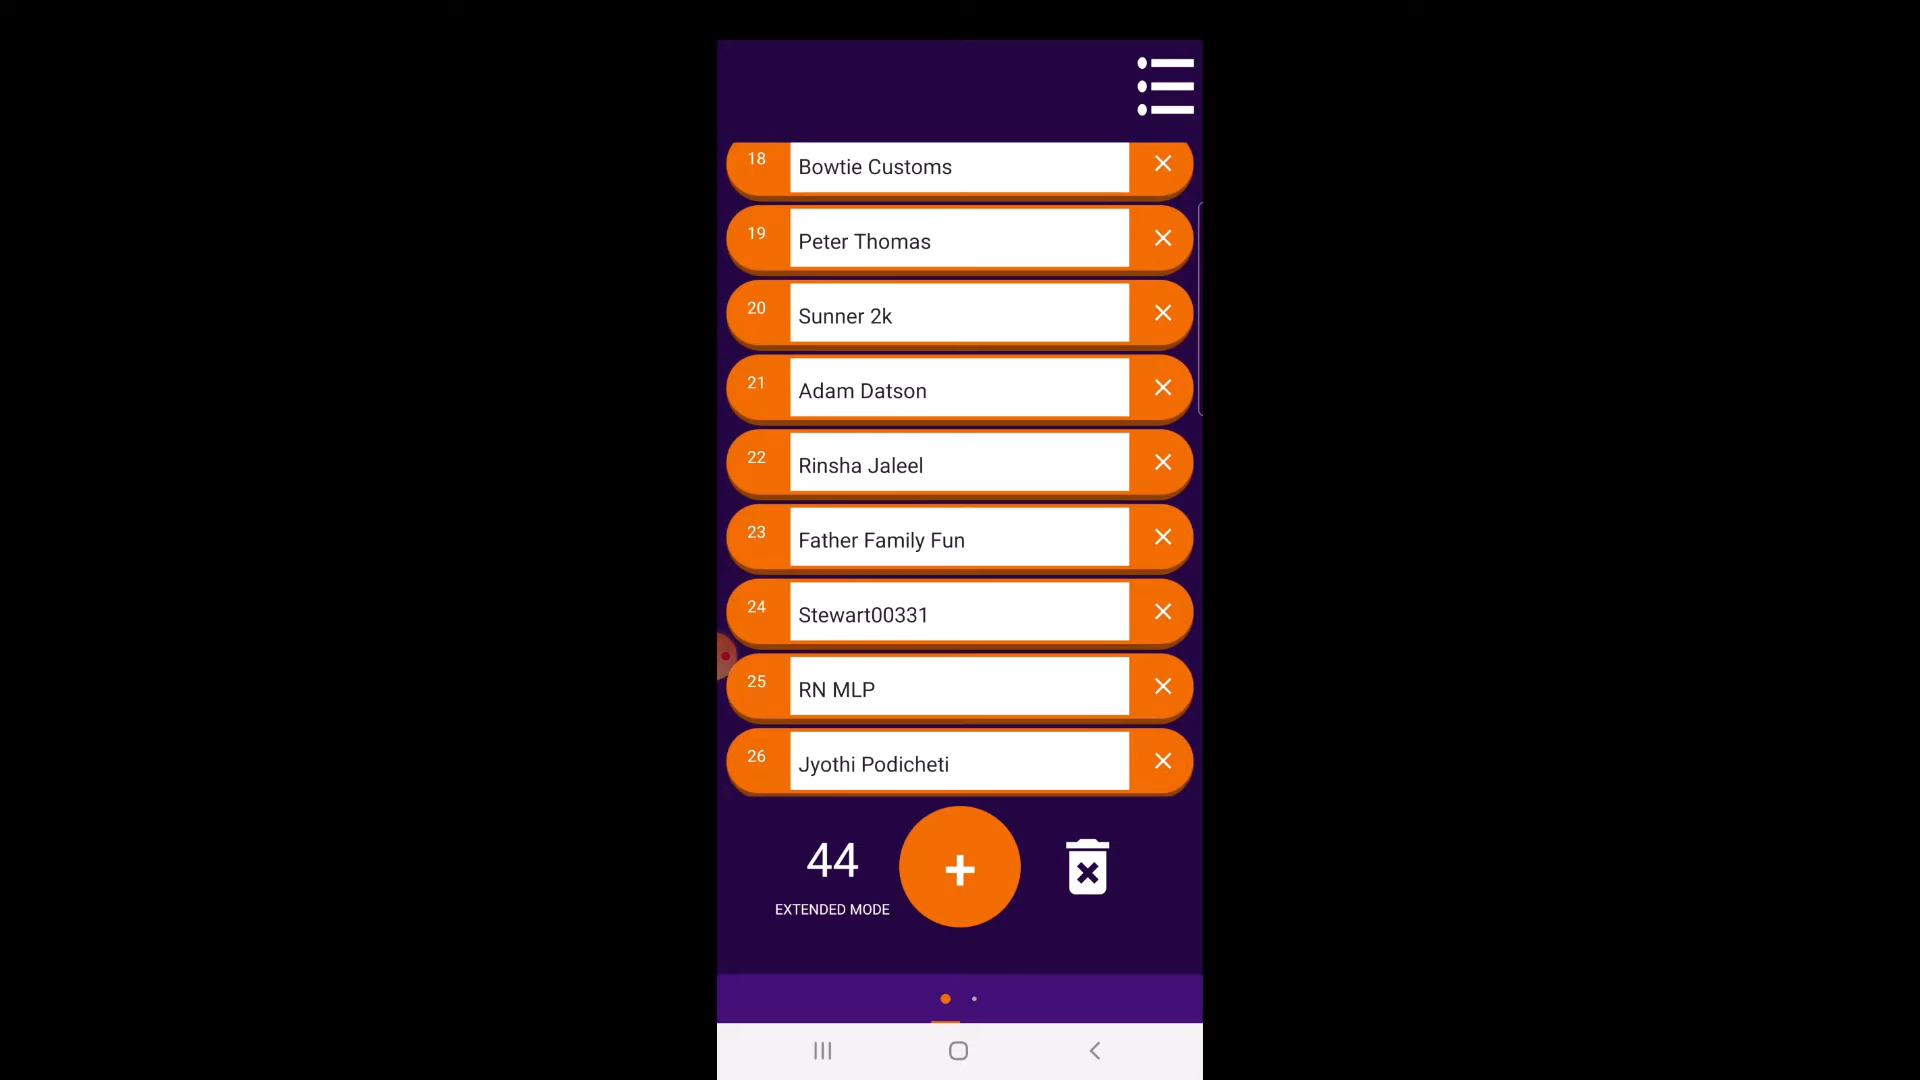 18 Bowtie Customs
19 Peter Thomas
20 Sunner 2k
21 Adam Datson
22 Rinsha Jaleel
23 Father Family Fun
24 Stewart00331
25 RN MLP
26 Jyothi Podicheti
44
EXTENDED MODE